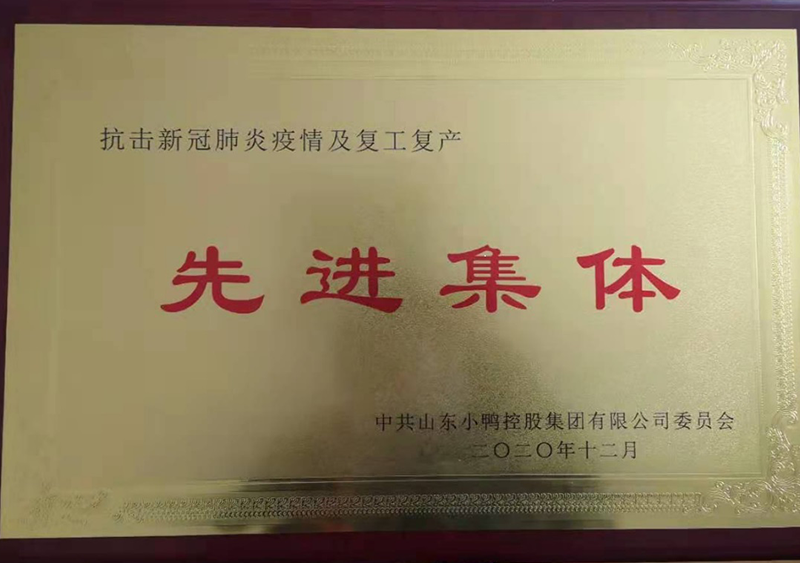 抗击新冠肺炎疫情及复工复产
先进集体
中共山东小鸭控股集团有限公司委员会
二〇二〇年十二月